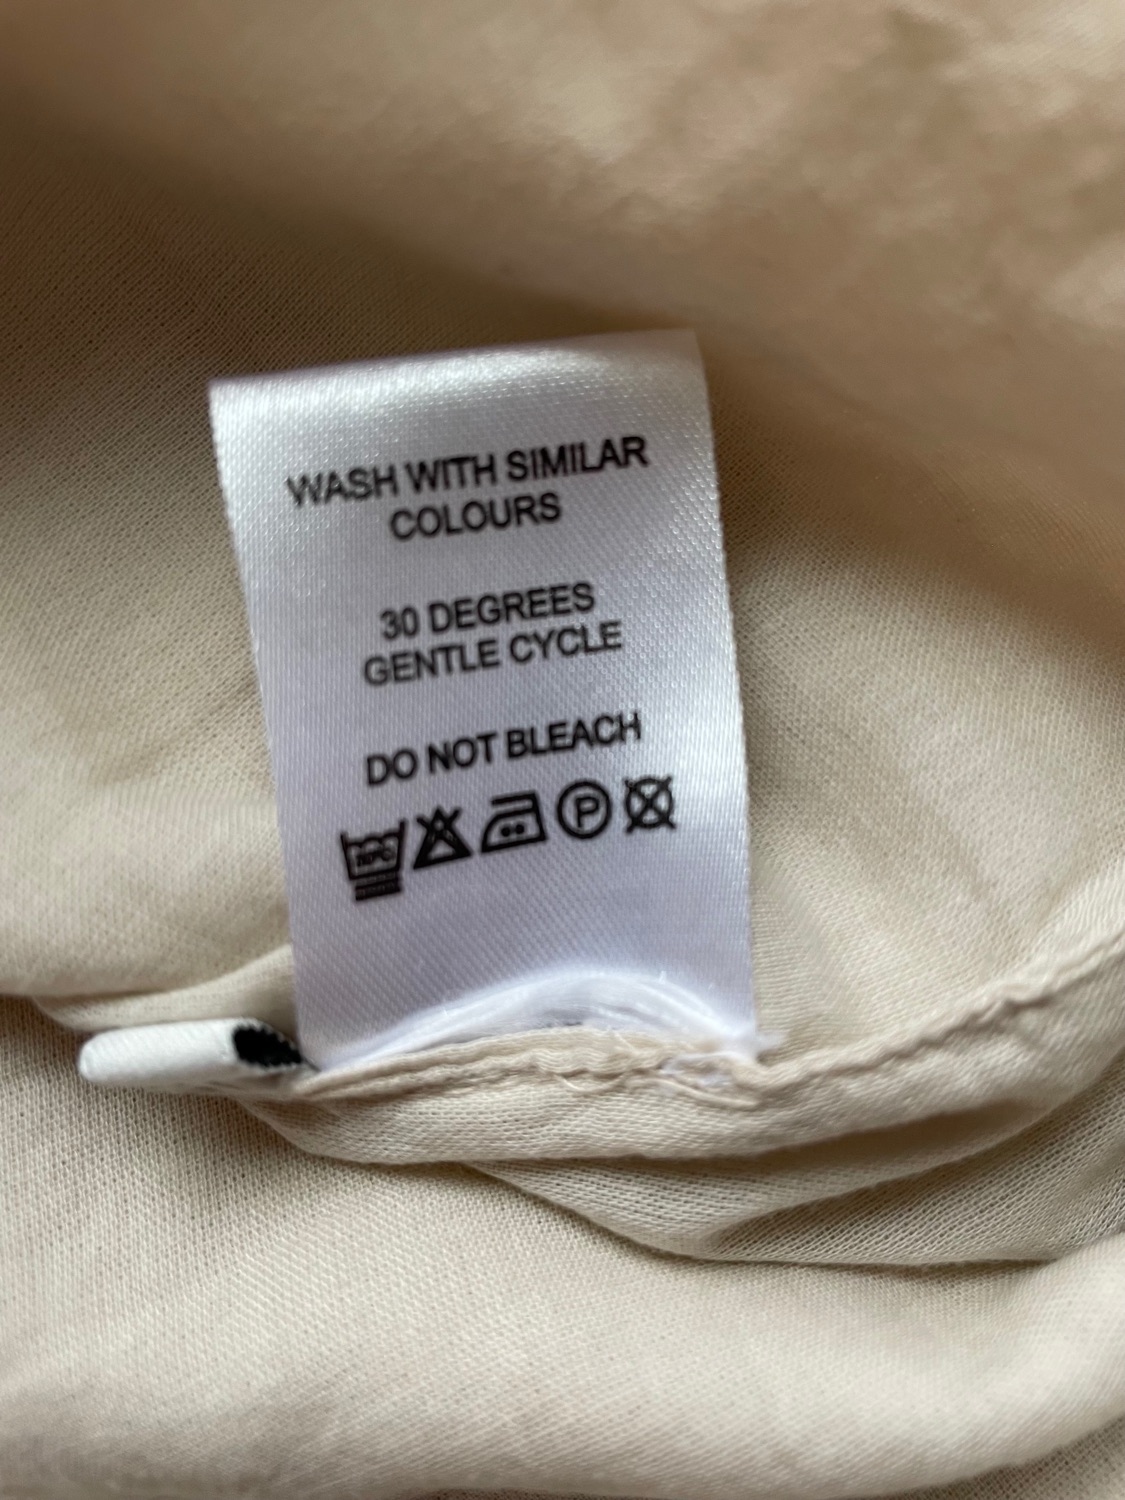 WASH WITH SIMILAR
COLOURS
30 DEGREES
GENTLE CYCLE
DO NOT BLEACH
P